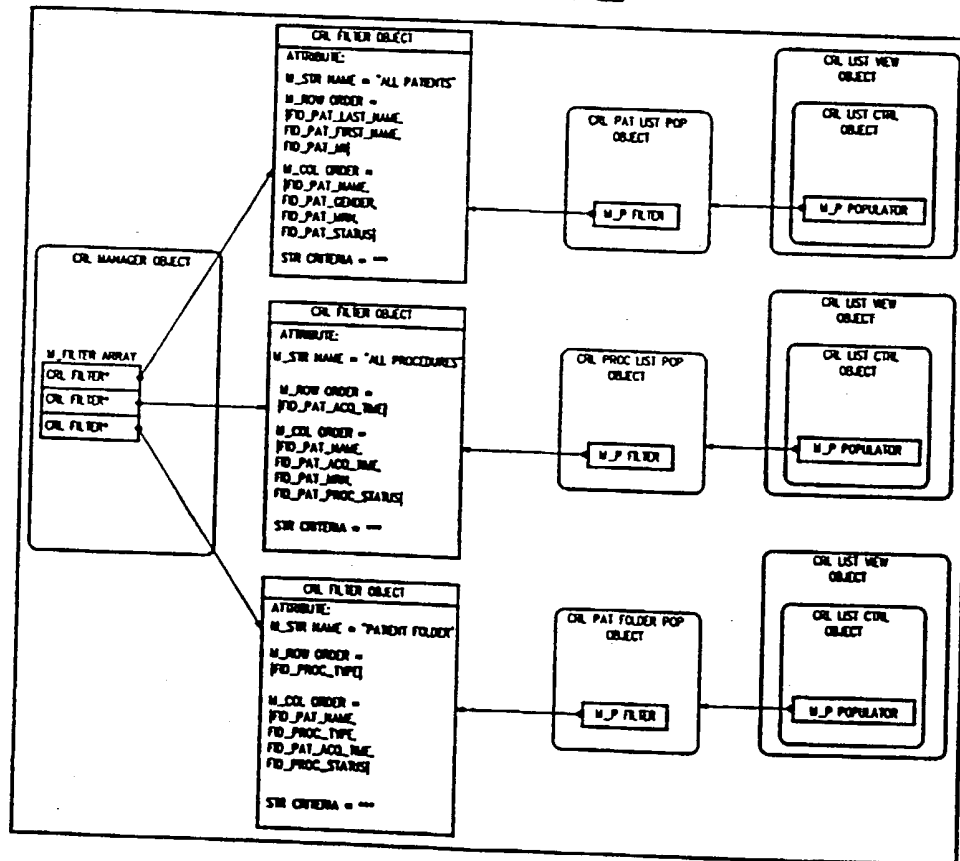 CRL MANAGER OBJECT
M_FILTER ARRAY
CRL FILTER*
CRL FILTER*
CRL FILTER*
CRL FILTER OBJECT
ATTRIBUTE:
M_STR NAME = "ALL PATIENTS"
M_ROW ORDER =
[FID_PAT_LAST_NAME,
FID_PAT_FIRST_NAME,
FID_PAT_MI]
M_COL ORDER =
[FID_PAT_NAME,
FID_PAT_GENDER,
FID_PAT_MRN,
FID_PAT_STATUS]
STR CRITERIA = ""
CRL PAT LIST POP
OBJECT
M_P FILTER
CRL LIST VIEW
OBJECT
CRL LIST CTRL
OBJECT
M_P POPULATOR
CRL FILTER OBJECT
ATTRIBUTE:
M_STR NAME = "ALL PROCEDURES"
M_ROW ORDER =
[FID_PAT_ACQ_TIME]
M_COL ORDER =
[FID_PAT_NAME,
FID_PAT_ACQ_TIME,
FID_PAT_MRN,
FID_PAT_PROC_STATUS]
STR CRITERIA = ""
CRL PROC LIST POP
OBJECT
M_P FILTER
CRL LIST VIEW
OBJECT
CRL LIST CTRL
OBJECT
M_P POPULATOR
CRL FILTER OBJECT
ATTRIBUTE:
M_STR NAME = "PATIENT FOLDER"
M_ROW ORDER =
[FID_PROC_TYPE]
M_COL ORDER =
[FID_PAT_NAME,
FID_PROC_TYPE,
FID_PAT_ACQ_TIME,
FID_PROC_STATUS]
STR CRITERIA = ""
CRL PAT FOLDER POP
OBJECT
M_P FILTER
CRL LIST VIEW
OBJECT
CRL LIST CTRL
OBJECT
M_P POPULATOR